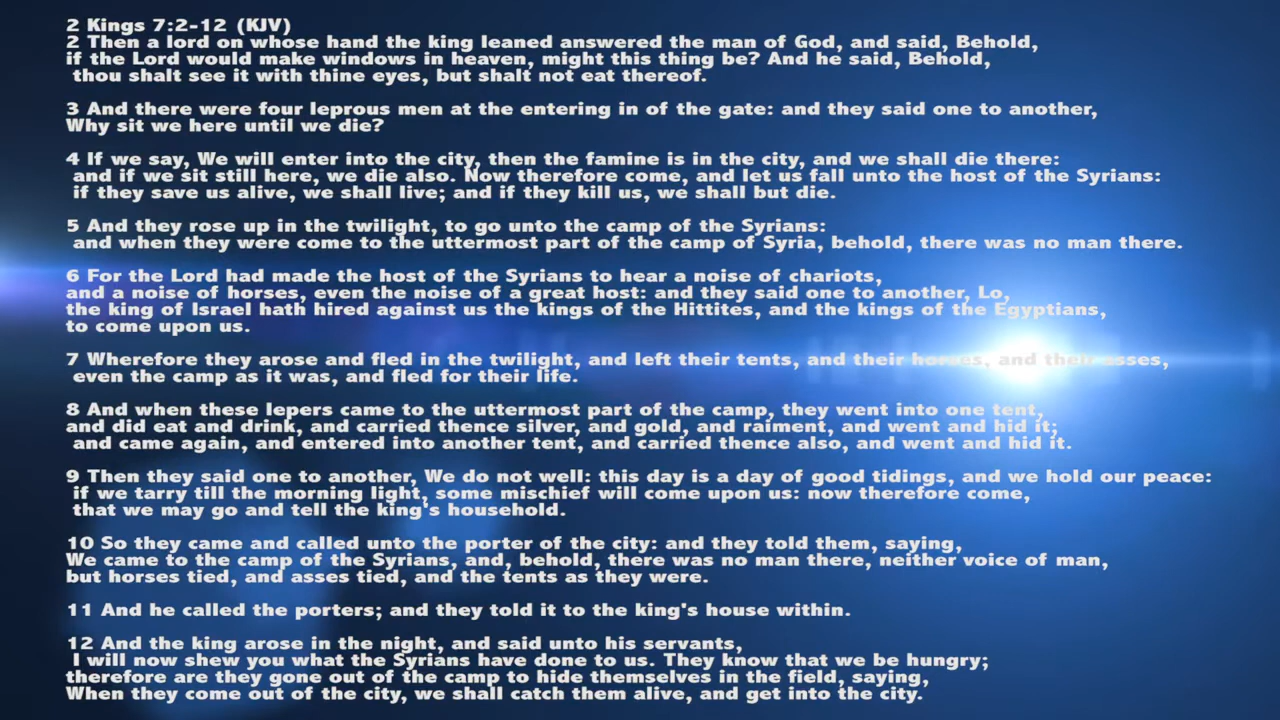 2 Kings 7:2-12 (KJV)
2 Then a lord on whose hand the king leaned answered the man of God, and said, Behold,
if the Lord would make windows in heaven, might this thing be? And he said, Behold,
thou shalt see it with thine eyes, but shalt not eat thereof.
3 And there were four leprous men at the entering in of the gate: and they said one to another,
Why sit we here until we die?
4 If we say, We will enter into the city, then the famine is in the city, and we shall die there:
and if we sit still here, we die also. Now therefore come, and let us fall unto the host of the Syrians:
if they save us alive, we shall live; and if they kill us, we shall but die.
5 And they rose up in the twilight, to go unto the camp of the Syrians:
and when they were come to the uttermost part of the camp of Syria, behold, there was no man there.
6 For the Lord had made the host of the Syrians to hear a noise of chariots,
and a noise of horses, even the noise of a great host: and they said one to another, Lo,
the king of Israel hath hired against us the kings of the Hittites, and the kings of the Egyptians,
to come upon us.
7 Wherefore they arose and fled in the twilight, and left their tents, and their horses, and their asses,
even the camp as it was, and fled for their life.
8 And when these lepers came to the uttermost part of the camp, they went into one tent,
and did eat and drink, and carried thence silver, and gold, and raiment, and went and hid it;
and came again, and entered into another tent, and carried thence also, and went and hid it.
9 Then they said one to another, We do not well: this day is a day of good tidings, and we hold our peace:
if we tarry till the morning light, some mischief will come upon us: now therefore come,
that we may go and tell the king's household.
10 So they came and called unto the porter of the city: and they told them, saying,
We came to the camp of the Syrians, and, behold, there was no man there, neither voice of man,
but horses tied, and asses tied, and the tents as they were.
11 And he called the porters; and they told it to the king's house within.
12 And the king arose in the night, and said unto his servants,
I will now shew you what the Syrians have done to us. They know that we be hungry;
therefore are they gone out of the camp to hide themselves in the field, saying,
When they come out of the city, we shall catch them alive, and get into the city.